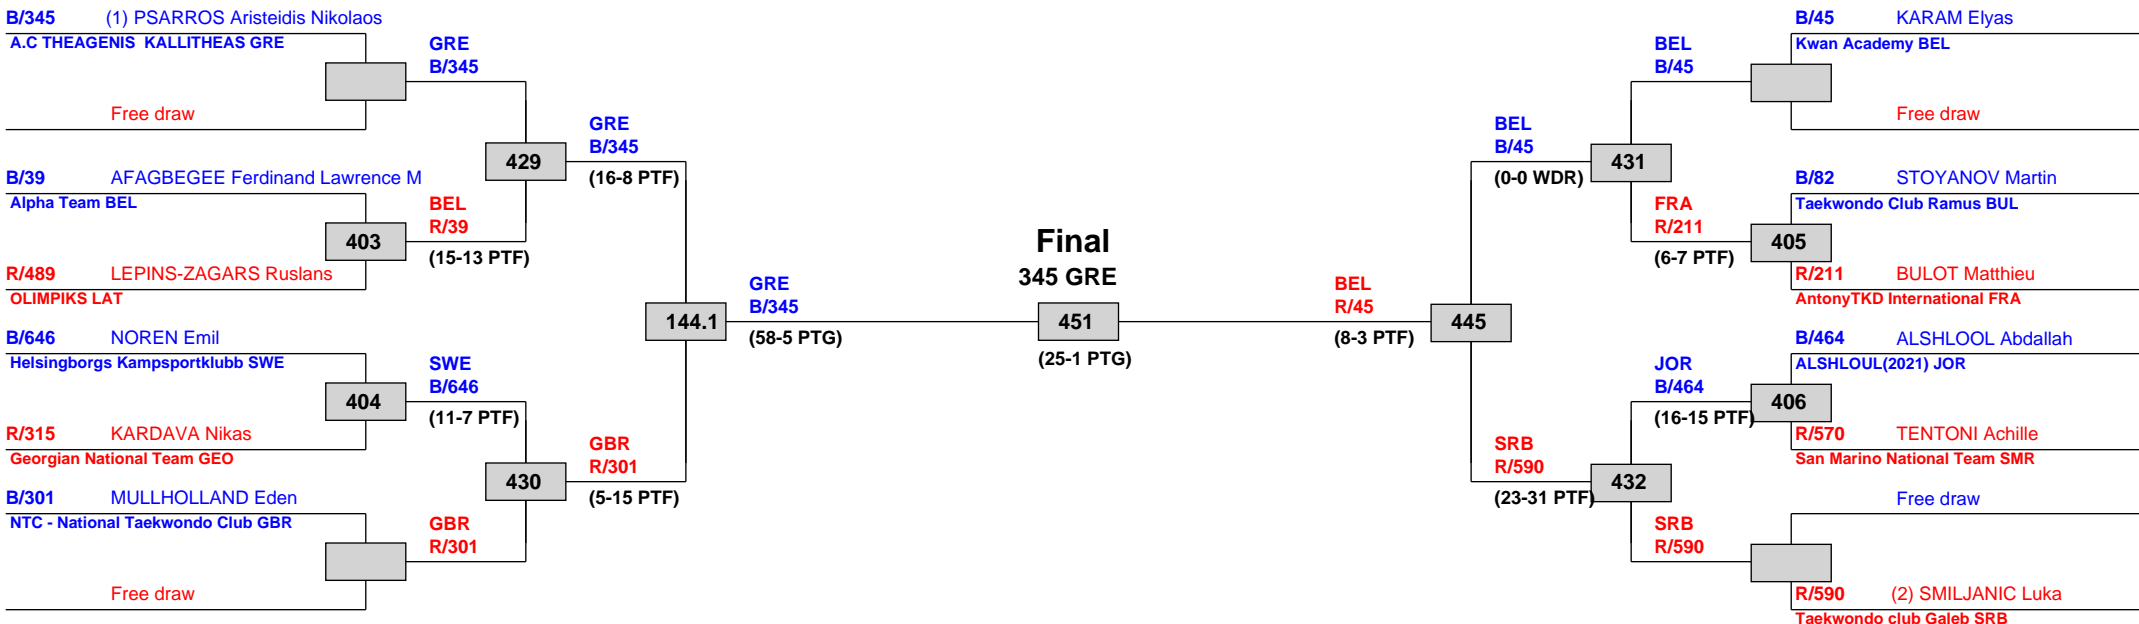 B/345 (1) PSARROS Aristeidis Nikolaos
A.C THEAGENIS KALLITHEAS GRE
Free draw
B/39 AFAGBEGEE Ferdinand Lawrence M
Alpha Team BEL
R/489 LEPINS-ZAGARS Ruslans
OLIMPIKS LAT
B/646 NOREN Emil
Helsingborgs Kampsportklubb SWE
R/315 KARDAVA Nikas
Georgian National Team GEO
B/301 MULLHOLLAND Eden
NTC - National Taekwondo Club GBR
Free draw
GRE
B/345
403
BEL
R/39
(15-13 PTF)
404
SWE
B/646
(11-7 PTF)
GBR
R/301
429
GRE
B/345
(16-8 PTF)
430
GBR
R/301
(5-15 PTF)
144.1
GRE
B/345
(58-5 PTG)
Final
345 GRE
451
(25-1 PTG)
BEL
R/45
(8-3 PTF)
445
BEL
B/45
(0-0 WDR)
431
SRB
R/590
(23-31 PTF)
432
BEL
B/45
FRA
R/211
(6-7 PTF)
405
JOR
B/464
(16-15 PTF)
406
SRB
R/590
B/45 KARAM Elyas
Kwan Academy BEL
Free draw
B/82 STOYANOV Martin
Taekwondo Club Ramus BUL
R/211 BULOT Matthieu
AntonyTKD International FRA
B/464 ALSHLOOL Abdallah
ALSHLOUL(2021) JOR
R/570 TENTONI Achille
San Marino National Team SMR
Free draw
R/590 (2) SMILJANIC Luka
Taekwondo club Galeb SRB